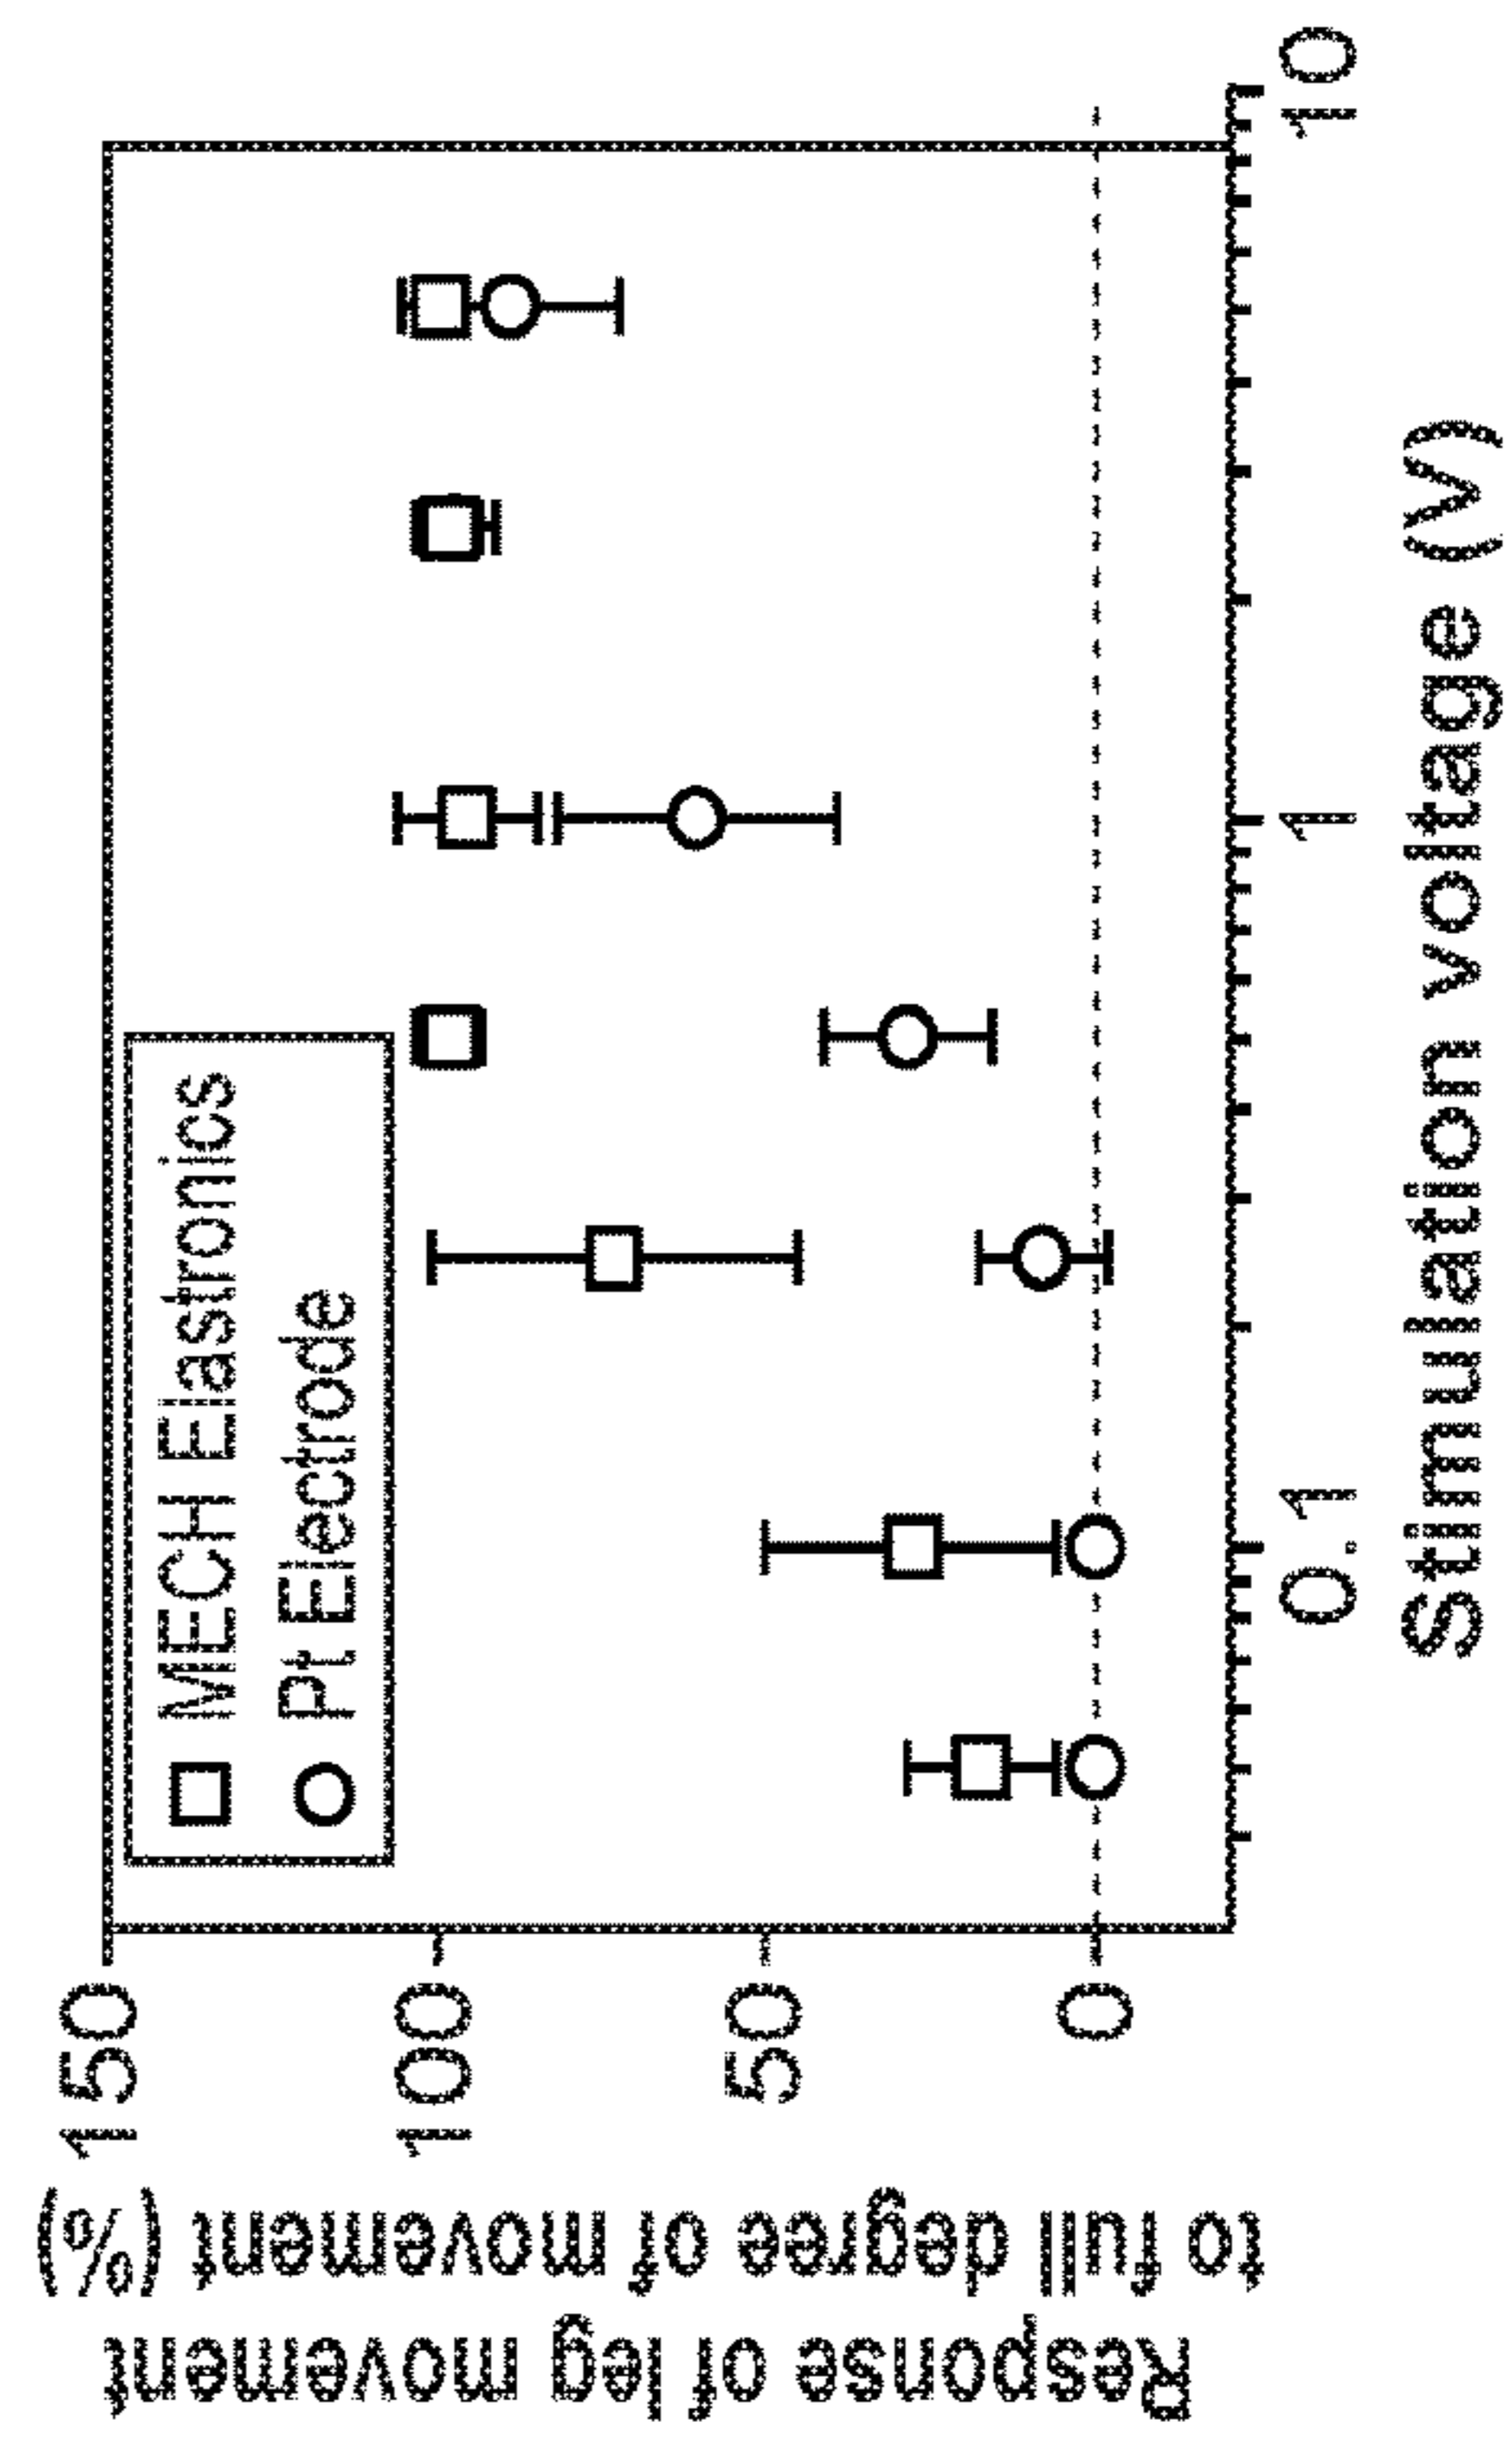 Response of leg movement
to full degree of movement (%)
150
100
50
0
MECH Elastronics
Pt Electrode
0.1
1
10
Stimulation voltage (V)